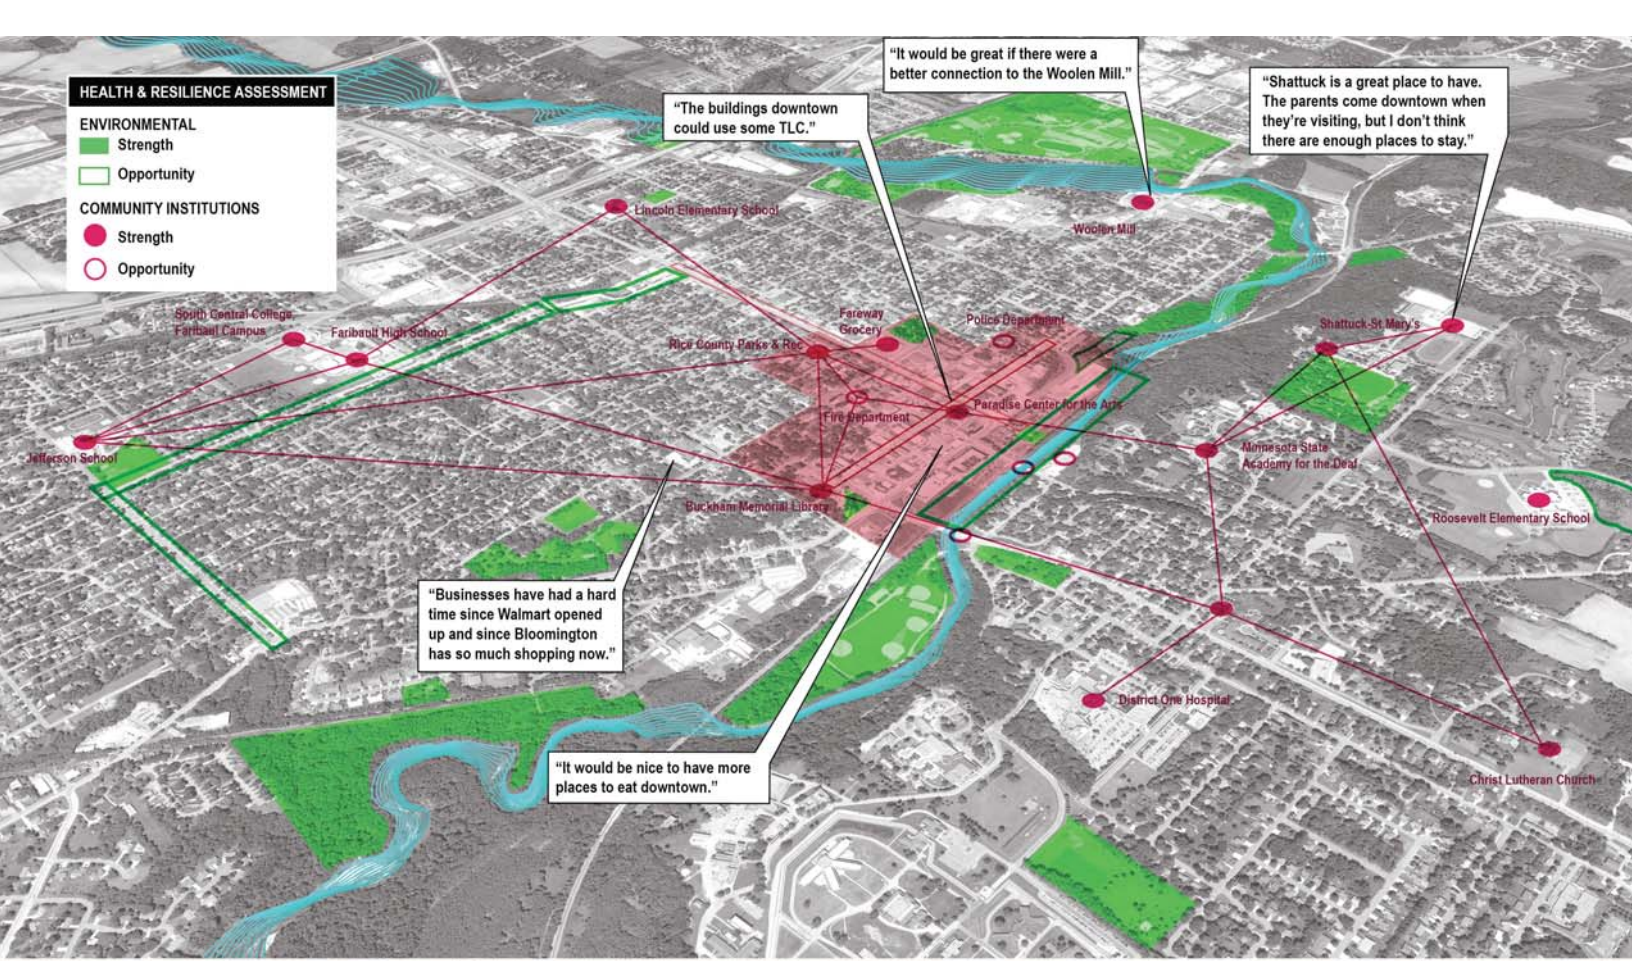 HEALTH & RESILIENCE ASSESSMENT
ENVIRONMENTAL
Strength
Opportunity
COMMUNITY INSTITUTIONS
Strength
Opportunity
“The buildings downtown
could use some TLC.”
“It would be great if there were a
better connection to the Woolen Mill.”
“Shattuck is a great place to have.
The parents come downtown when
they’re visiting, but I don’t think
there are enough places to stay.”
Lincoln Elementary School
Woolen Mill
South Central College,
Faribaul Campus
Faribault High School
Fareway
Grocery
Rice County Parks & Rec
Police Department
Shattuck-St Mary’s
Fire Department
Paradise Center for the Arts
Jefferson School
Minnesota State
Academy for the Deaf
Buckham Memorial Library
Roosevelt Elementary School
“Businesses have had a hard
time since Walmart opened
up and since Bloomington
has so much shopping now.”
District One Hospital
“It would be nice to have more
places to eat downtown.”
Christ Lutheran Church